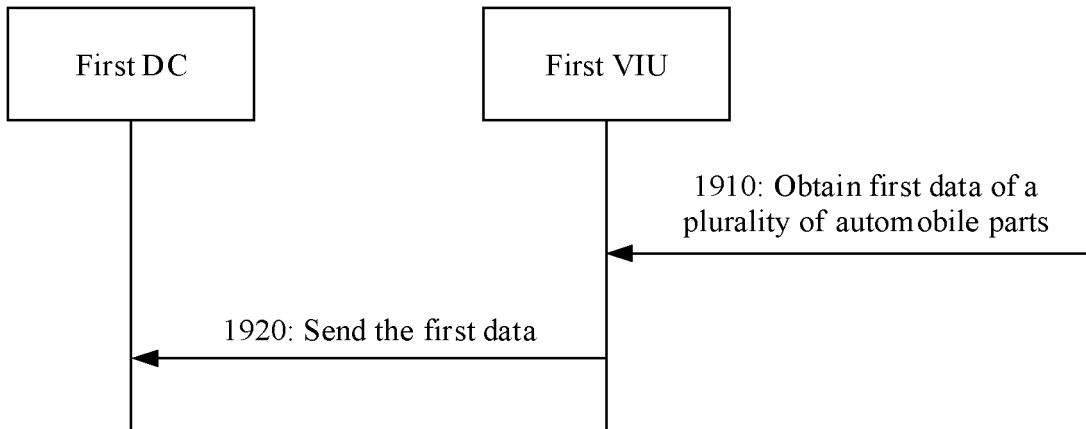 First DC
First VIU
1910: Obtain first data of a
plurality of automobile parts
1920: Send the first data